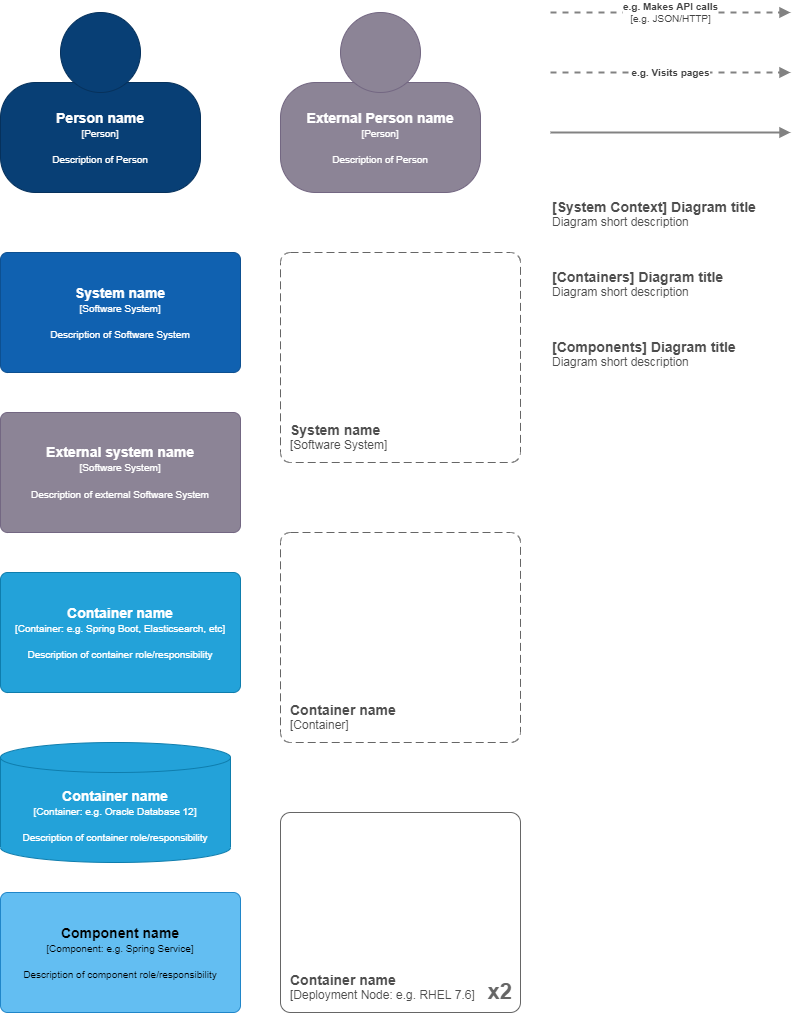 Person name
[Person]
Description of Person
External Person name
[Person]
Description of Person
e.g. Makes API calls
[e.g. JSON/HTTP]
e.g. Visits pages
[System Context] Diagram title
Diagram short description
[Containers] Diagram title
Diagram short description
[Components] Diagram title
Diagram short description
System name
[Software System]
Description of Software System
System name
[Software System]
External system name
[Software System]
Description of external Software System
Container name
[Container: e.g. Spring Boot, Elasticsearch, etc]
Description of container role/responsibility
Container name
[Container]
Container name
[Container: e.g. Oracle Database 12]
Description of container role/responsibility
Component name
[Component: e.g. Spring Service]
Description of component role/responsibility
Container name
[Deployment Node: e.g. RHEL 7.6]
x2